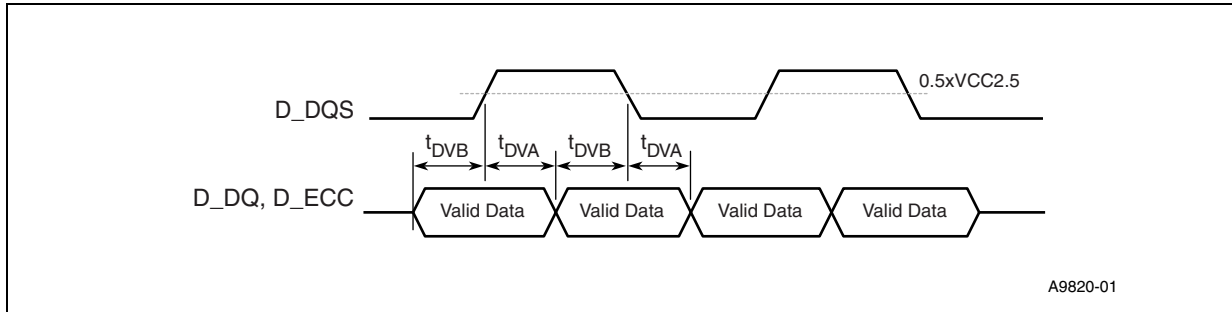 0.5xVCC2.5
D_DQS
tDVB tDVA tDVB tDVA
D_DQ, D_ECC
Valid Data Valid Data Valid Data Valid Data
A9820-01